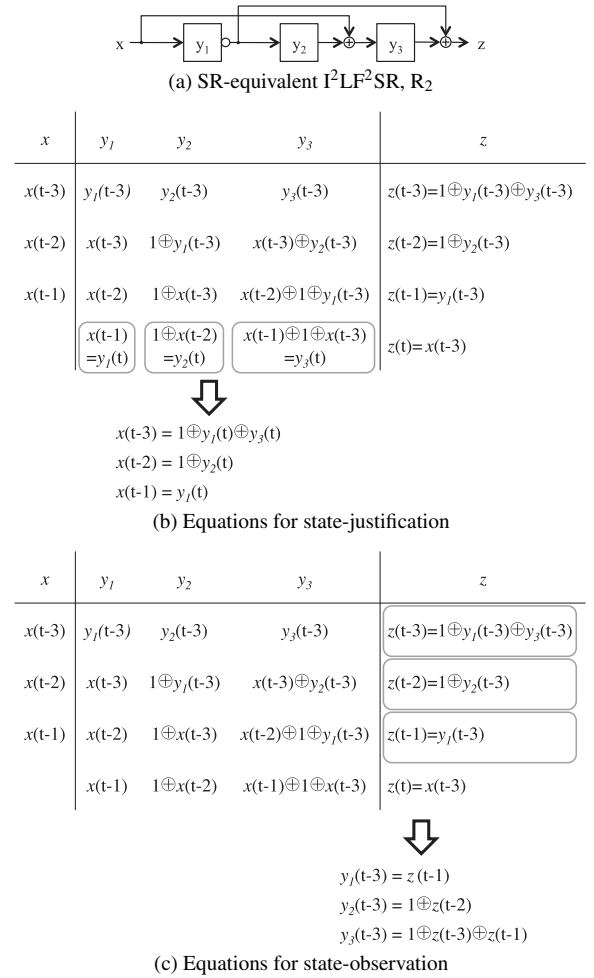 x y₁ y₂ ⊕ y₃ ⊕ z
(a) SR-equivalent I²LF²SR, R₂
x y₁ y₂ y₃ z
x(t-3) y₁(t-3) y₂(t-3) y₃(t-3) z(t-3)=1⊕y₁(t-3)⊕y₃(t-3)
x(t-2) x(t-3) 1⊕y₁(t-3) x(t-3)⊕y₂(t-3) z(t-2)=1⊕y₂(t-3)
x(t-1) x(t-2) 1⊕x(t-3) x(t-2)⊕1⊕y₁(t-3) z(t-1)=y₁(t-3)
x(t-1) 1⊕x(t-2) x(t-1)⊕1⊕x(t-3) z(t)=x(t-3)
=y₁(t) =y₂(t) =y₃(t)
x(t-3) = 1⊕y₁(t)⊕y₃(t)
x(t-2) = 1⊕y₂(t)
x(t-1) = y₁(t)
(b) Equations for state-justification
x y₁ y₂ y₃ z
x(t-3) y₁(t-3) y₂(t-3) y₃(t-3) z(t-3)=1⊕y₁(t-3)⊕y₃(t-3)
x(t-2) x(t-3) 1⊕y₁(t-3) x(t-3)⊕y₂(t-3) z(t-2)=1⊕y₂(t-3)
x(t-1) x(t-2) 1⊕x(t-3) x(t-2)⊕1⊕y₁(t-3) z(t-1)=y₁(t-3)
x(t-1) 1⊕x(t-2) x(t-1)⊕1⊕x(t-3) z(t)=x(t-3)
y₁(t-3) = z (t-1)
y₂(t-3) = 1⊕z(t-2)
y₃(t-3) = 1⊕z(t-3)⊕z(t-1)
(c) Equations for state-observation